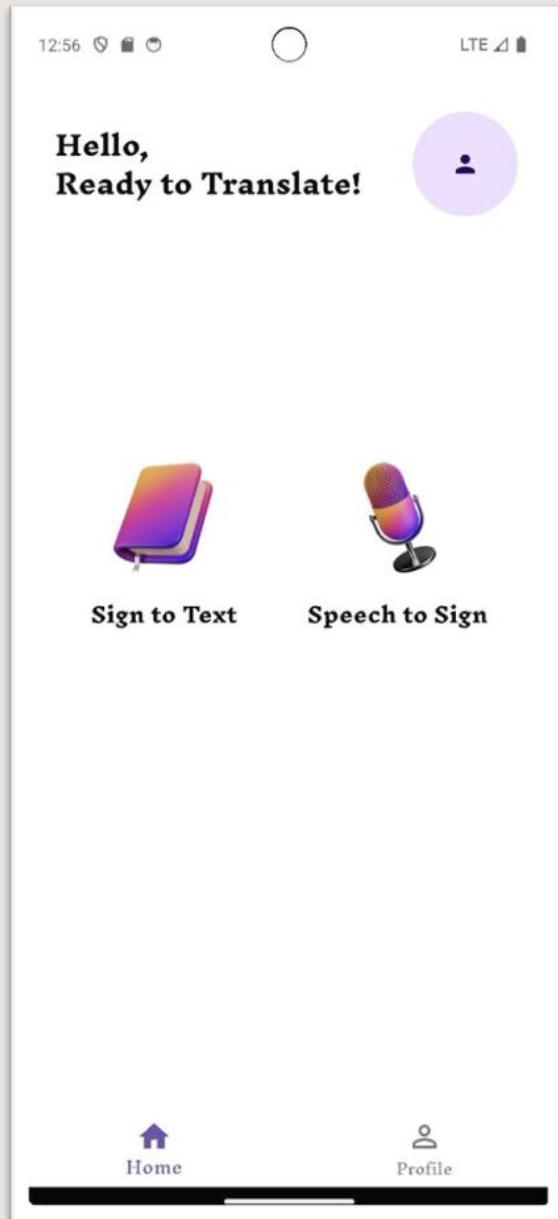 12:56 LTE
Hello,
Ready to Translate!
Sign to Text Speech to Sign
Home Profile